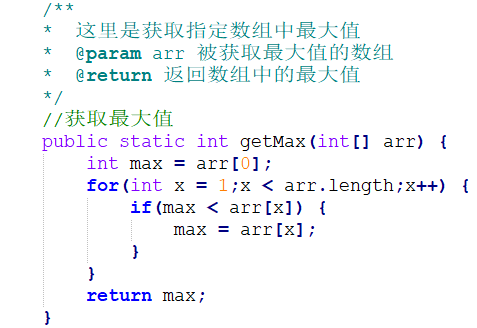 /**
*  这里是获取指定数组中最大值
*  @param arr 被获取最大值的数组
*  @return 返回数组中的最大值
*/
//获取最大值
public static int getMax(int[] arr) {
    int max = arr[0];
    for(int x = 1;x < arr.length;x++) {
        if(max < arr[x]) {
            max = arr[x];
        }
    }
    return max;
}